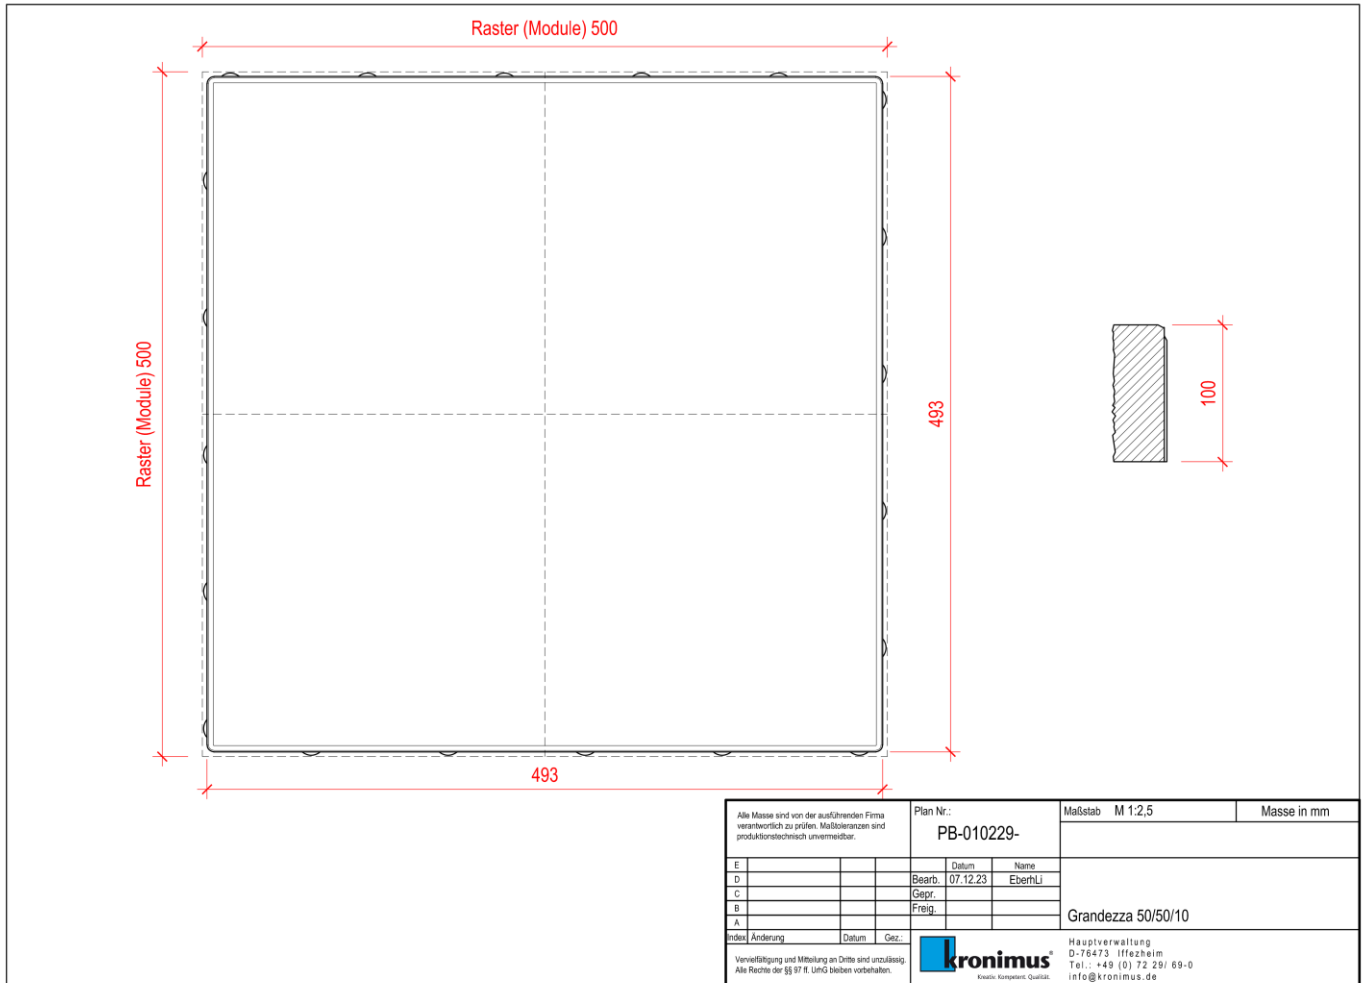 Raster (Module) 500
Raster (Module) 500
493
100
493
Alle Masse sind von der ausführenden Firma
verantwortlich zu prüfen. Maßtoleranzen sind
produktionstechnisch unvermeidbar.
Plan Nr.:
PB-010229-
Maßstab M 1:2,5
Masse in mm
E
Datum Name
D
Bearb. 07.12.23 EberhLi
C
Gepr.
B
Freig.
A
Grandezza 50/50/10
Index Änderung Datum Gez.:
Vervielfältigung und Mitteilung an Dritte sind unzulässig.
Alle Rechte der §§ 97 ff. UrhG bleiben vorbehalten.
kronimus®
Kreativ. Kompetent. Qualität.
Hauptverwaltung
D-76473 Iffezheim
Tel.: +49 (0) 72 29/ 69-0
info@kronimus.de